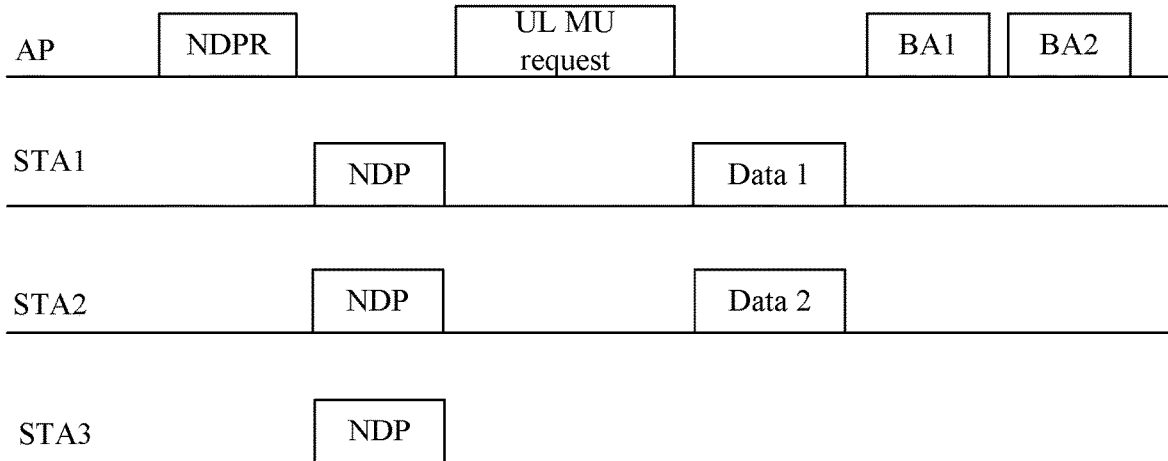 AP
NDPR
UL MU
request
BA1
BA2
STA1
NDP
Data 1
STA2
NDP
Data 2
STA3
NDP